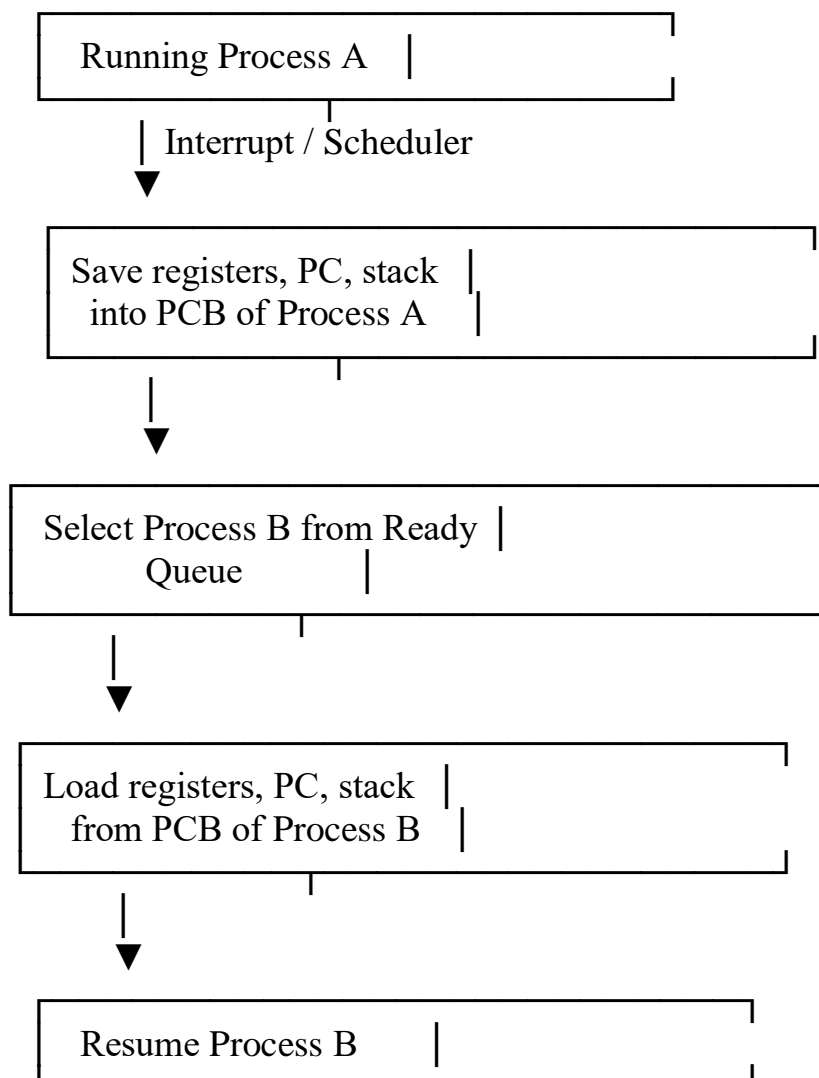 Running Process A
Interrupt / Scheduler
Save registers, PC, stack
into PCB of Process A
Select Process B from Ready
Queue
Load registers, PC, stack
from PCB of Process B
Resume Process B